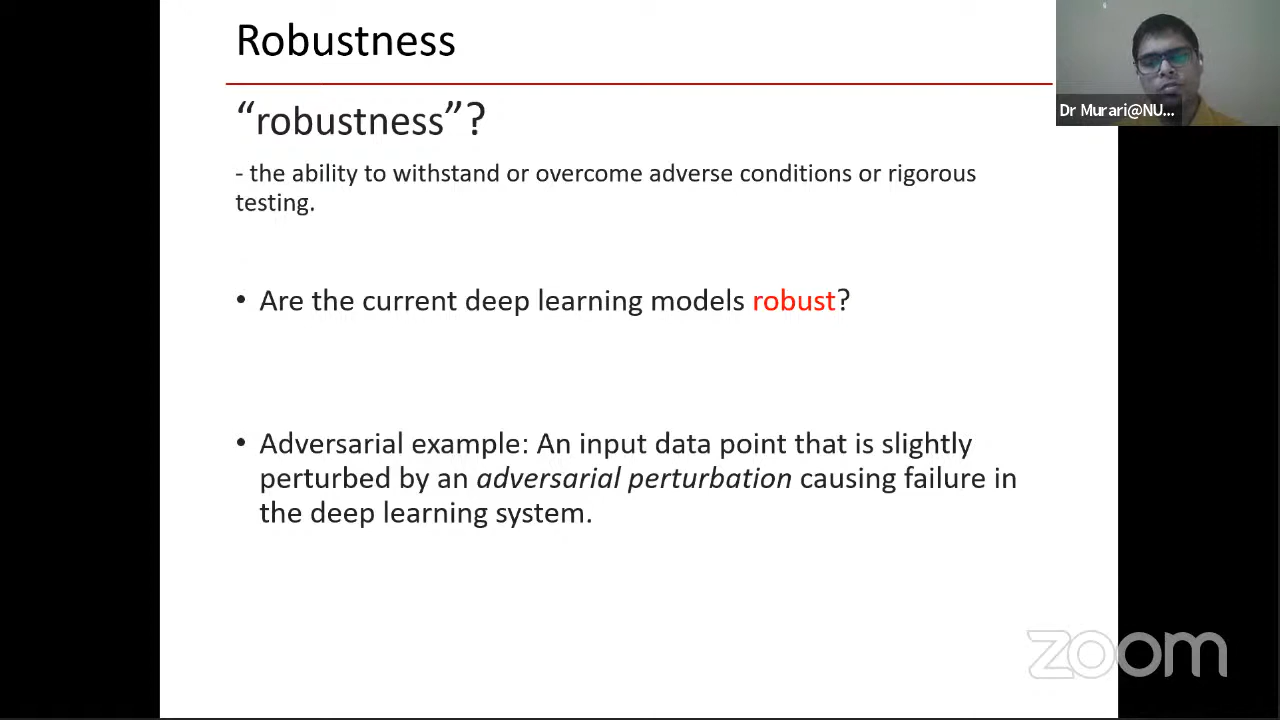 Robustness
“robustness”?
- the ability to withstand or overcome adverse conditions or rigorous
testing.
• Are the current deep learning models robust?
• Adversarial example: An input data point that is slightly
perturbed by an adversarial perturbation causing failure in
the deep learning system.
Dr Murari@NU...
zoom